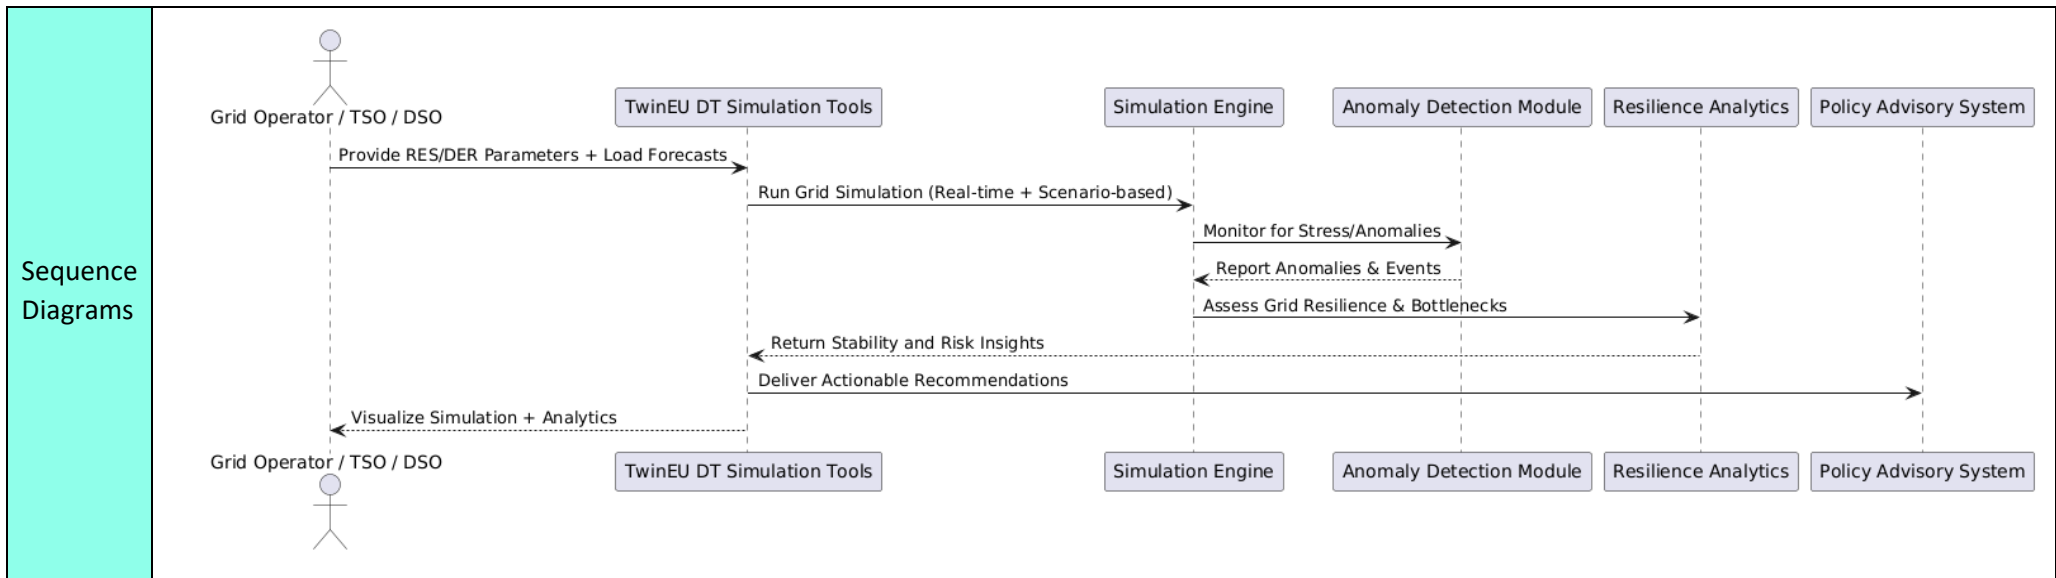 Sequence
Diagrams
Grid Operator / TSO / DSO
TwinEU DT Simulation Tools
Simulation Engine
Anomaly Detection Module
Resilience Analytics
Policy Advisory System
Provide RES/DER Parameters + Load Forecasts
Run Grid Simulation (Real-time + Scenario-based)
Monitor for Stress/Anomalies
Report Anomalies & Events
Assess Grid Resilience & Bottlenecks
Return Stability and Risk Insights
Deliver Actionable Recommendations
Visualize Simulation + Analytics
Grid Operator / TSO / DSO
TwinEU DT Simulation Tools
Simulation Engine
Anomaly Detection Module
Resilience Analytics
Policy Advisory System